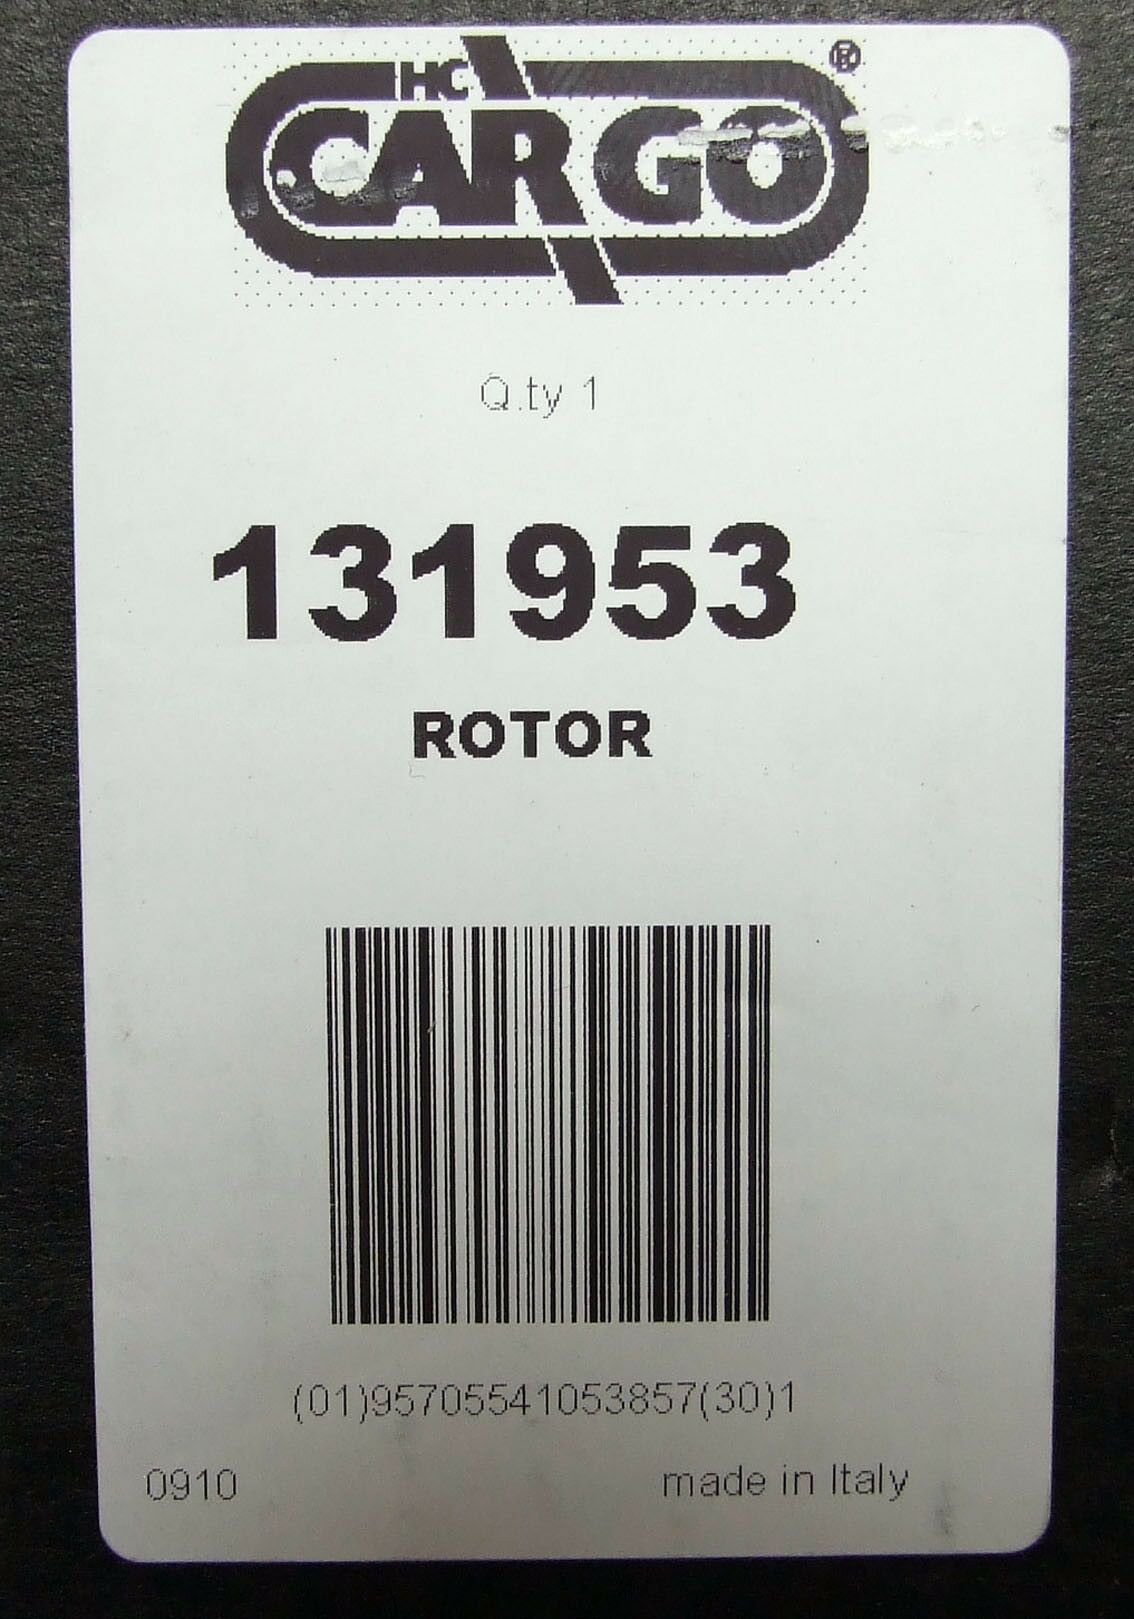 HC
CARGO®
Q.ty 1
131953
ROTOR
(01)95705541053857(30)1
0910
made in Italy